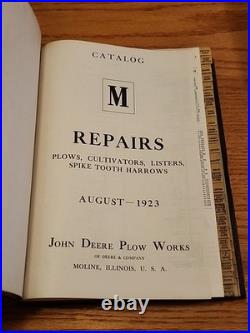 CATALOG
M
REPAIRS
PLOWS, CULTIVATORS, LISTERS,
SPIKE TOOTH HARROWS
AUGUST—1923
JOHN DEERE PLOW WORKS
OF DEERE & COMPANY
MOLINE, ILLINOIS, U. S. A.